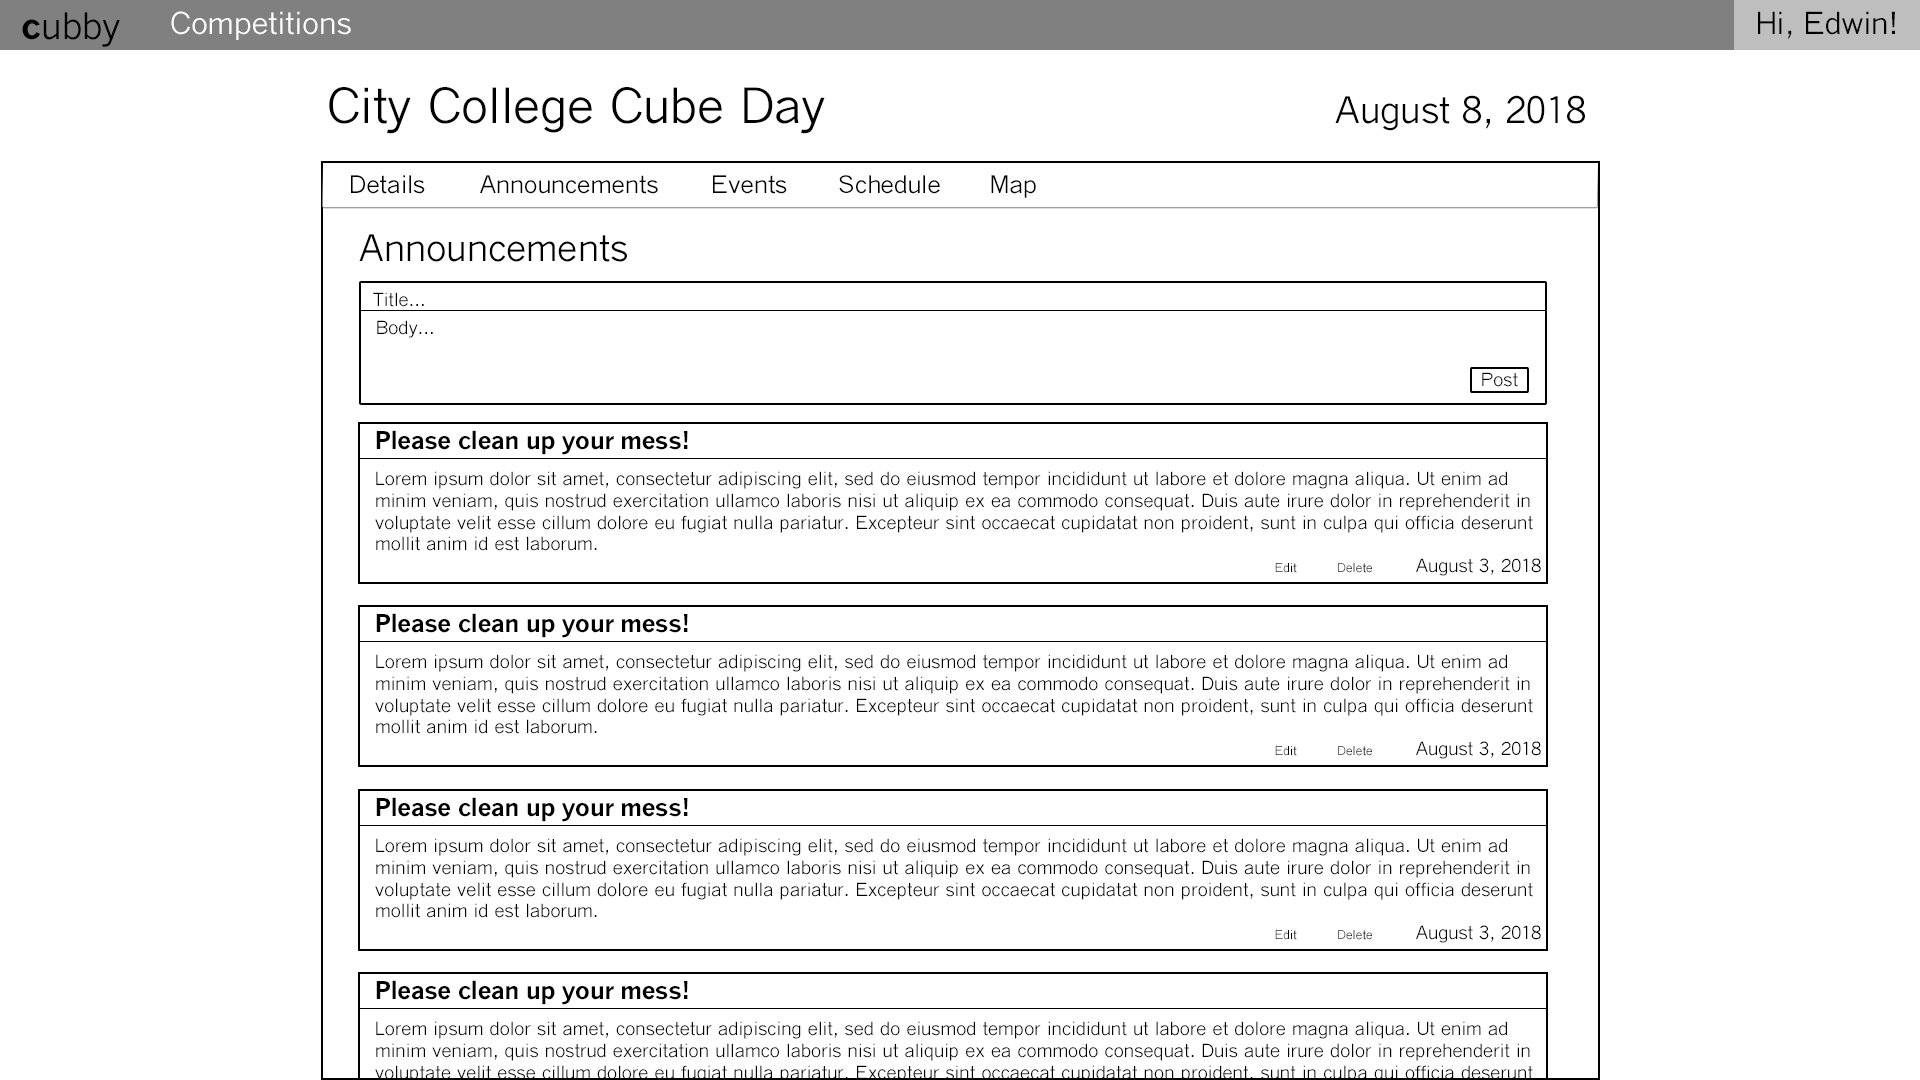 cubby Competitions Hi, Edwin!
City College Cube Day August 8, 2018
Details Announcements Events Schedule Map
Announcements
Title...
Body...
Post
Please clean up your mess!
Lorem ipsum dolor sit amet, consectetur adipiscing elit, sed do eiusmod tempor incididunt ut labore et dolore magna aliqua. Ut enim ad
minim veniam, quis nostrud exercitation ullamco laboris nisi ut aliquip ex ea commodo consequat. Duis aute irure dolor in reprehenderit in
voluptate velit esse cillum dolore eu fugiat nulla pariatur. Excepteur sint occaecat cupidatat non proident, sunt in culpa qui officia deserunt
mollit anim id est laborum.
Edit Delete August 3, 2018
Please clean up your mess!
Lorem ipsum dolor sit amet, consectetur adipiscing elit, sed do eiusmod tempor incididunt ut labore et dolore magna aliqua. Ut enim ad
minim veniam, quis nostrud exercitation ullamco laboris nisi ut aliquip ex ea commodo consequat. Duis aute irure dolor in reprehenderit in
voluptate velit esse cillum dolore eu fugiat nulla pariatur. Excepteur sint occaecat cupidatat non proident, sunt in culpa qui officia deserunt
mollit anim id est laborum.
Edit Delete August 3, 2018
Please clean up your mess!
Lorem ipsum dolor sit amet, consectetur adipiscing elit, sed do eiusmod tempor incididunt ut labore et dolore magna aliqua. Ut enim ad
minim veniam, quis nostrud exercitation ullamco laboris nisi ut aliquip ex ea commodo consequat. Duis aute irure dolor in reprehenderit in
voluptate velit esse cillum dolore eu fugiat nulla pariatur. Excepteur sint occaecat cupidatat non proident, sunt in culpa qui officia deserunt
mollit anim id est laborum.
Edit Delete August 3, 2018
Please clean up your mess!
Lorem ipsum dolor sit amet, consectetur adipiscing elit, sed do eiusmod tempor incididunt ut labore et dolore magna aliqua. Ut enim ad
minim veniam, quis nostrud exercitation ullamco laboris nisi ut aliquip ex ea commodo consequat. Duis aute irure dolor in reprehenderit in
voluptate velit esse cillum dolore eu fugiat nulla pariatur. Excepteur sint occaecat cupidatat non proident, sunt in culpa qui officia deserunt